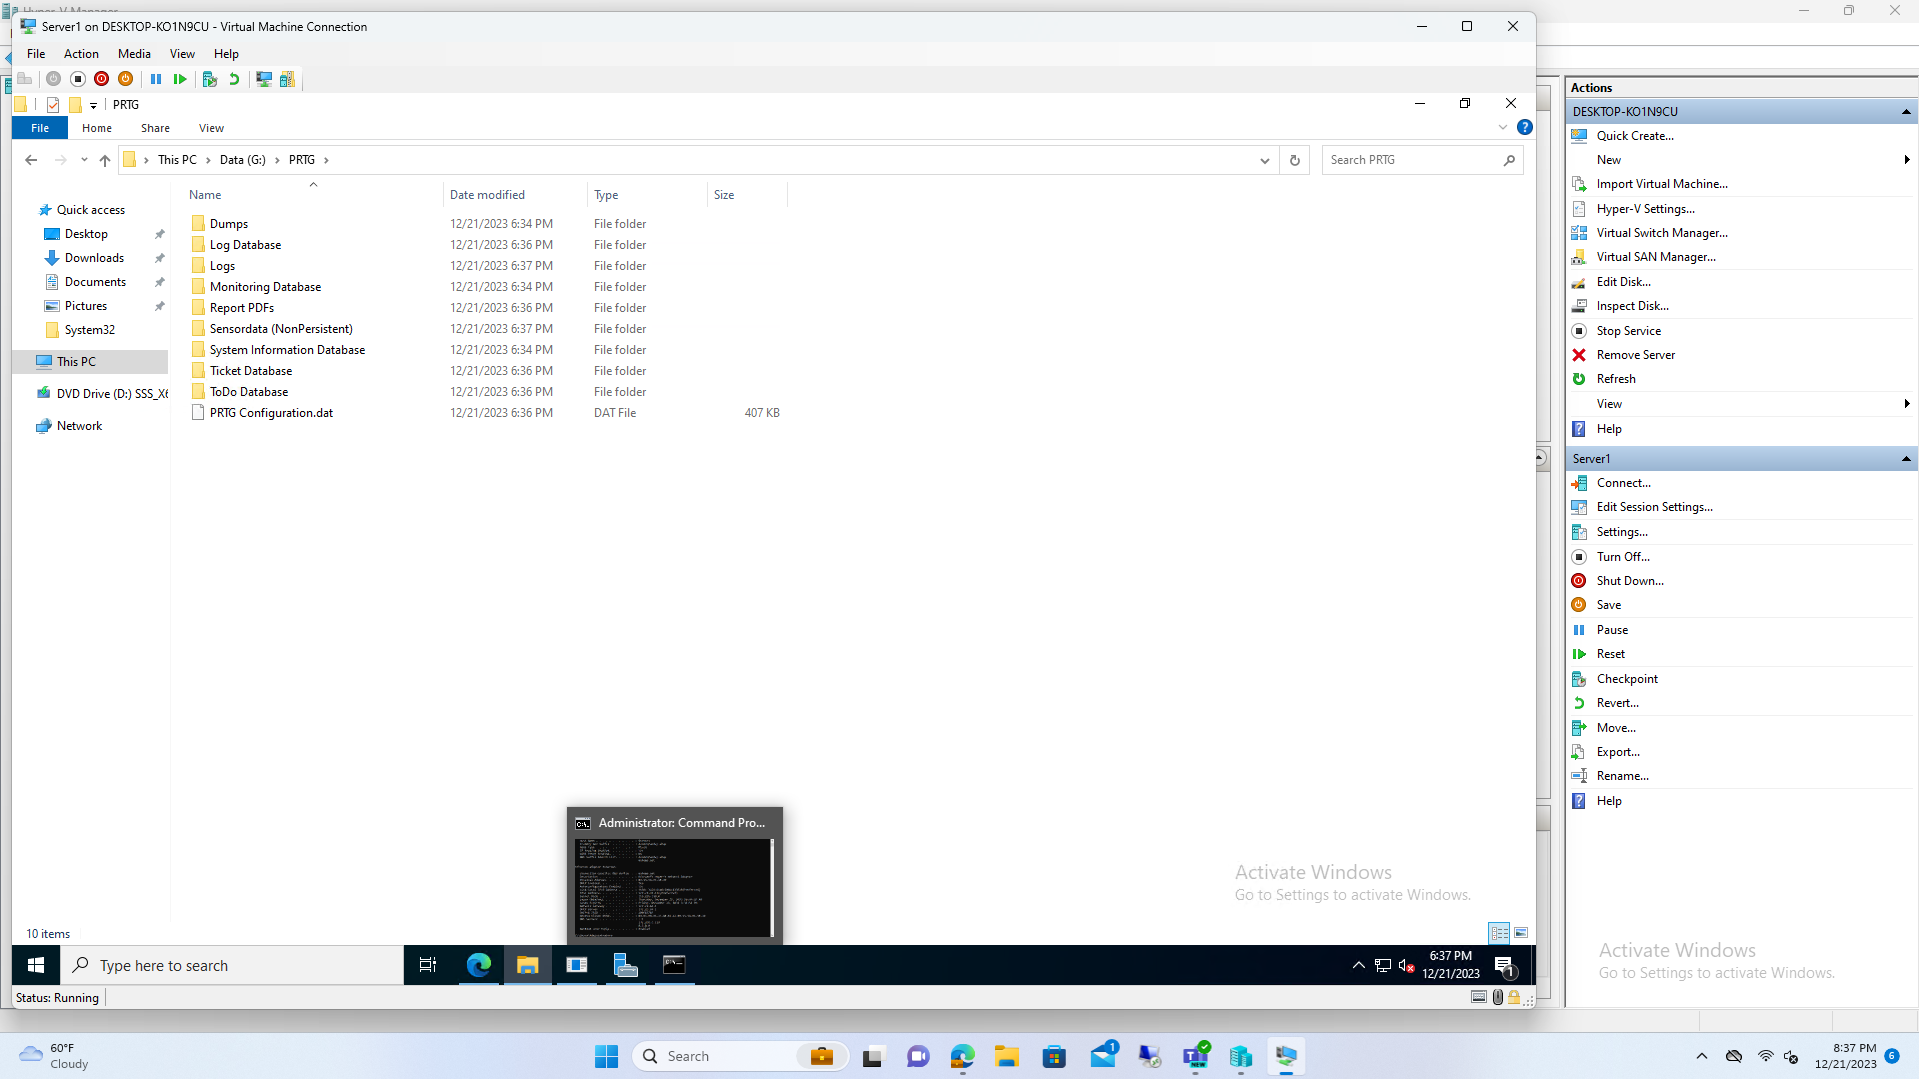 Hyper-V Manager
Server1 on DESKTOP-KO1N9CU - Virtual Machine Connection
File Action Media View Help
PRTG
File Home Share View
This PC > Data (G:) > PRTG >
Search PRTG
Name Date modified Type Size
Quick access
Desktop
Downloads
Documents
Pictures
System32
This PC
DVD Drive (D:) SSS_X6
Network
Dumps 12/21/2023 6:34 PM File folder
Log Database 12/21/2023 6:36 PM File folder
Logs 12/21/2023 6:37 PM File folder
Monitoring Database 12/21/2023 6:34 PM File folder
Report PDFs 12/21/2023 6:36 PM File folder
Sensordata (NonPersistent) 12/21/2023 6:37 PM File folder
System Information Database 12/21/2023 6:34 PM File folder
Ticket Database 12/21/2023 6:36 PM File folder
ToDo Database 12/21/2023 6:36 PM File folder
PRTG Configuration.dat 12/21/2023 6:36 PM DAT File 407 KB
Administrator: Command Pro...
Activate Windows
Go to Settings to activate Windows.
10 items
Type here to search
6:37 PM
12/21/2023
1
Status: Running
Actions
DESKTOP-KO1N9CU
Quick Create...
New
Import Virtual Machine...
Hyper-V Settings...
Virtual Switch Manager...
Virtual SAN Manager...
Edit Disk...
Inspect Disk...
Stop Service
Remove Server
Refresh
View
Help
Server1
Connect...
Edit Session Settings...
Settings...
Turn Off...
Shut Down...
Save
Pause
Reset
Checkpoint
Revert...
Move...
Export...
Rename...
Help
Activate Windows
Go to Settings to activate Windows.
60°F
Cloudy
Search
1
NEW
8:37 PM
12/21/2023
6